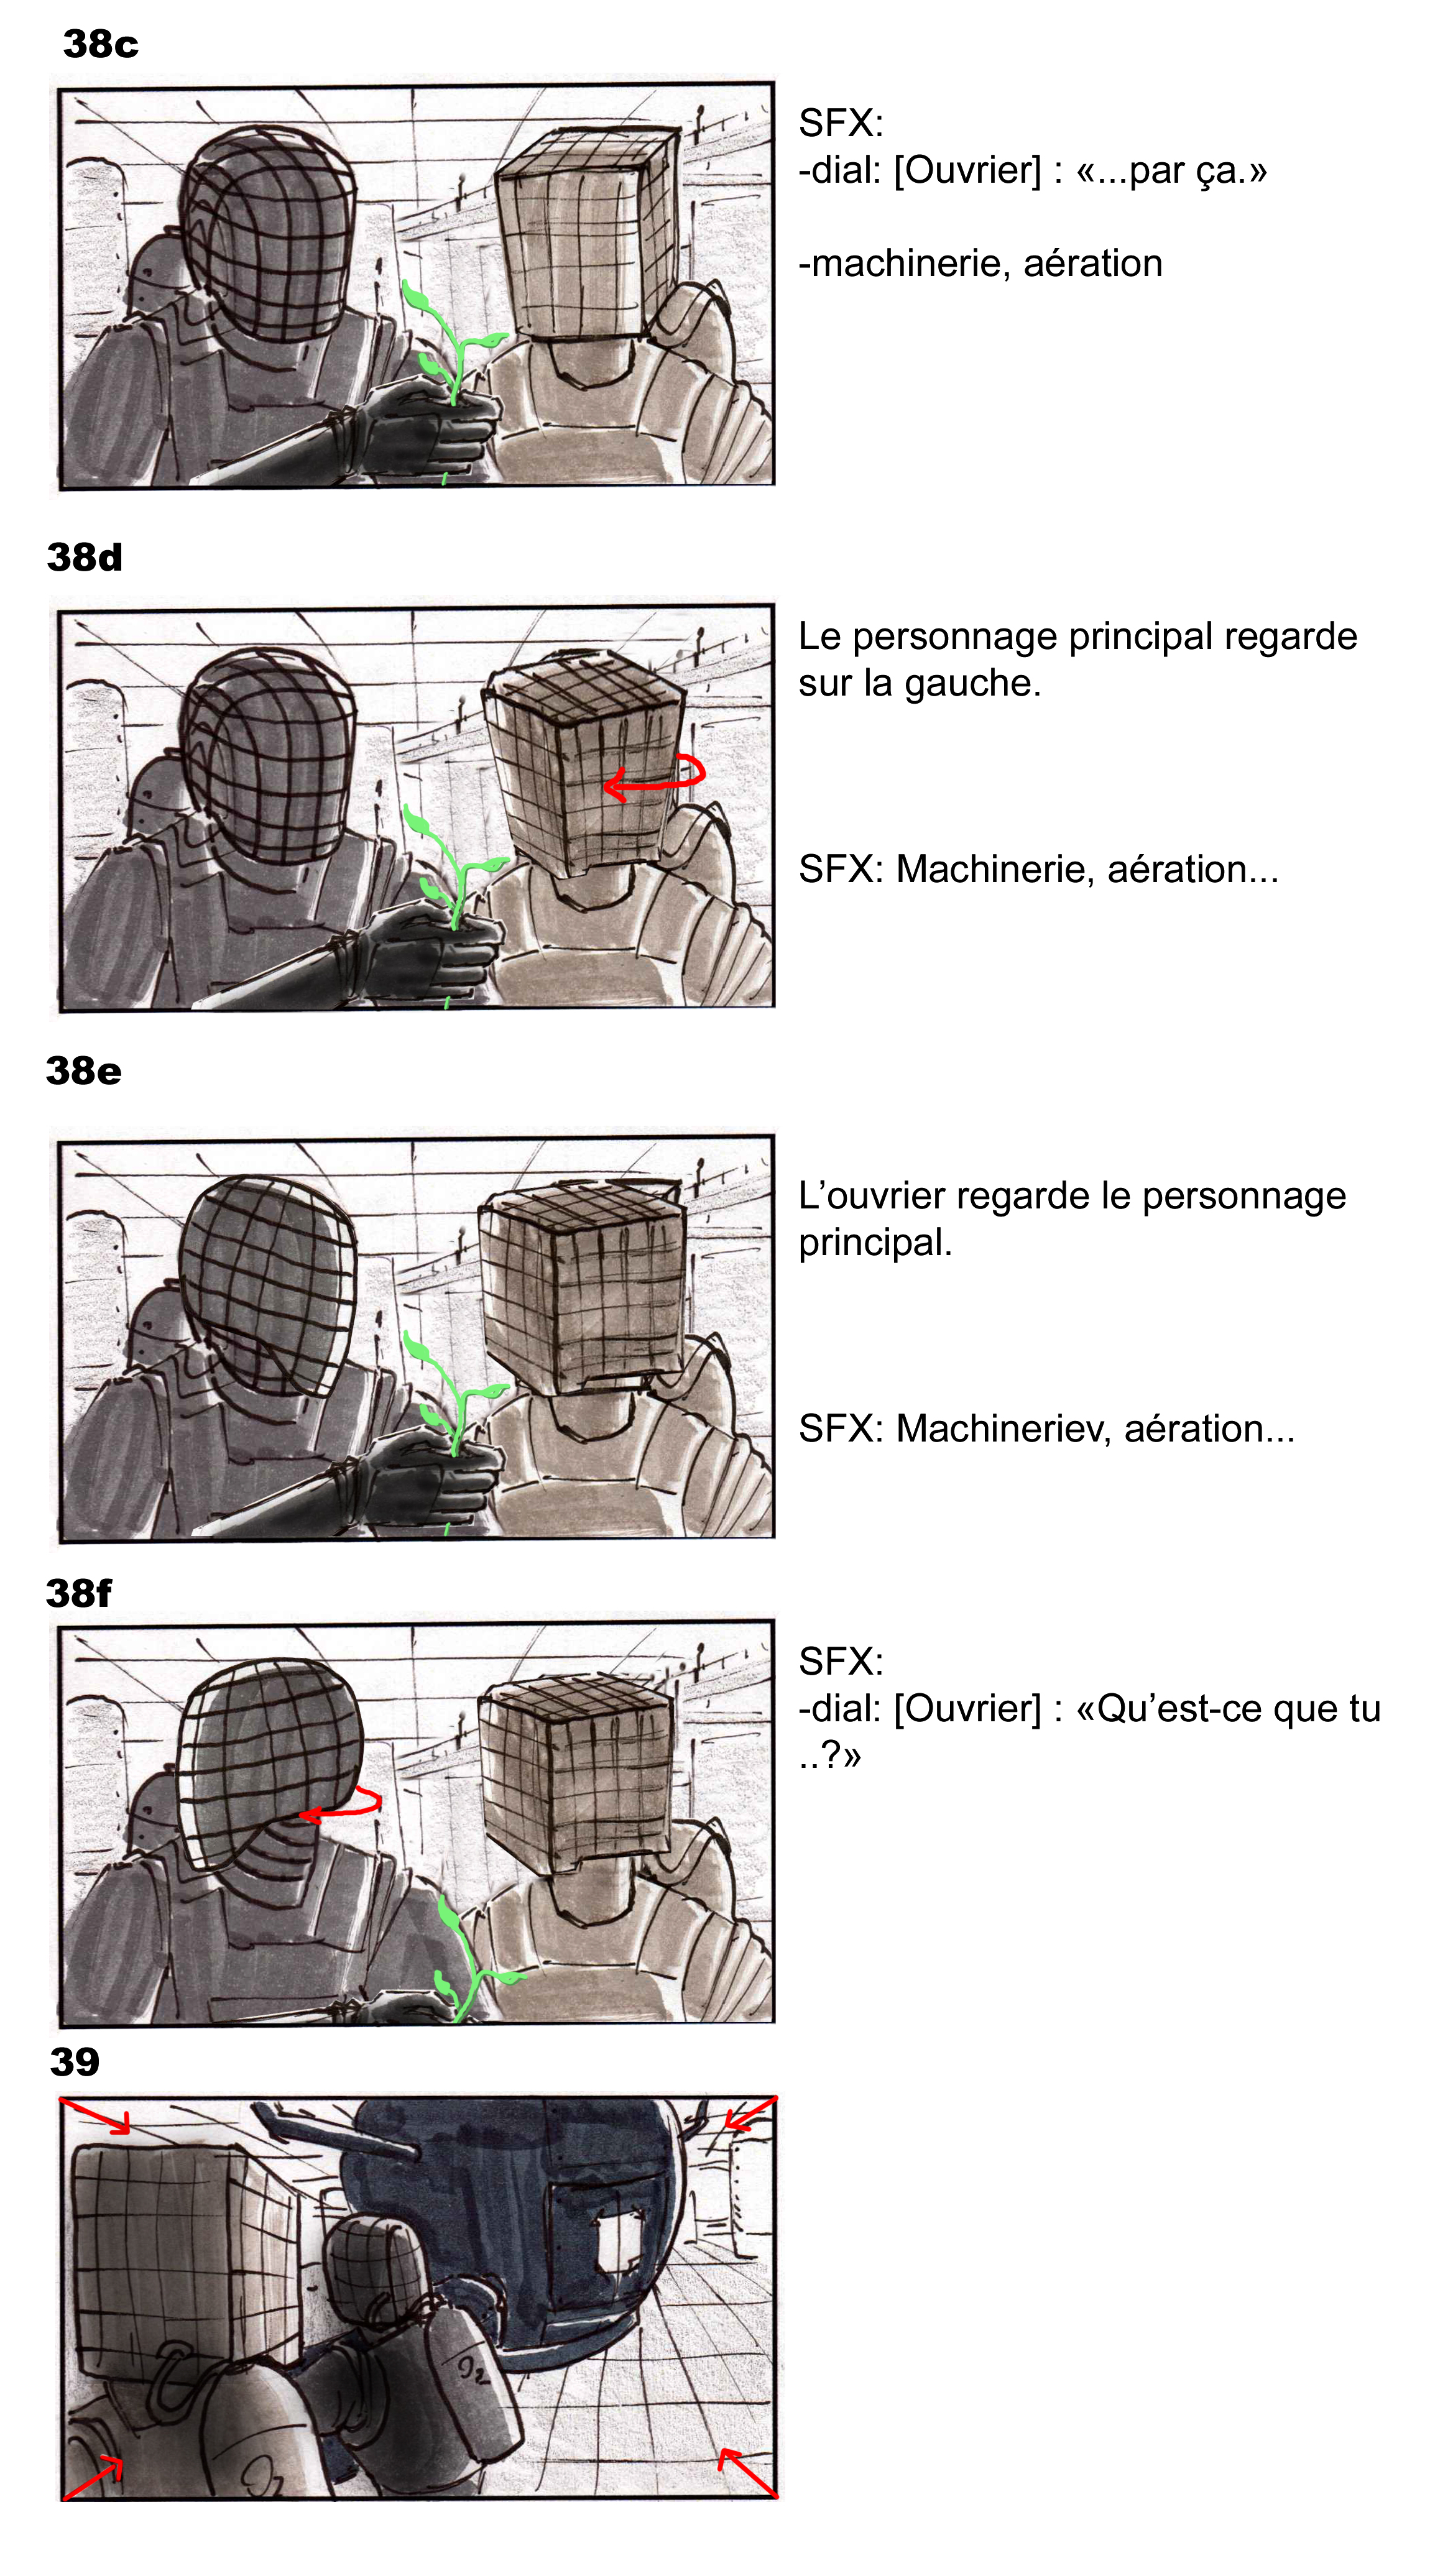 38c
SFX:
-dial: [Ouvrier] : «...par ça.»
-machinerie, aération
38d
Le personnage principal regarde
sur la gauche.
SFX: Machinerie, aération...
38e
L’ouvrier regarde le personnage
principal.
SFX: Machineriev, aération...
38f
SFX:
-dial: [Ouvrier] : «Qu’est-ce que tu
..?»
39